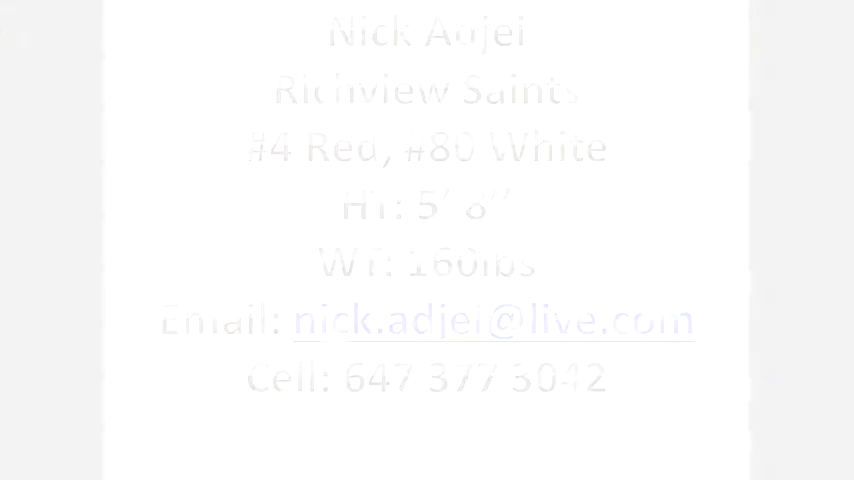 Nick Adjei
Richview Saints
#4 Red, #80 White
HT: 5’ 8’’
WT: 160lbs
Email: nick.adjei@live.com
Cell: 647 377 3042